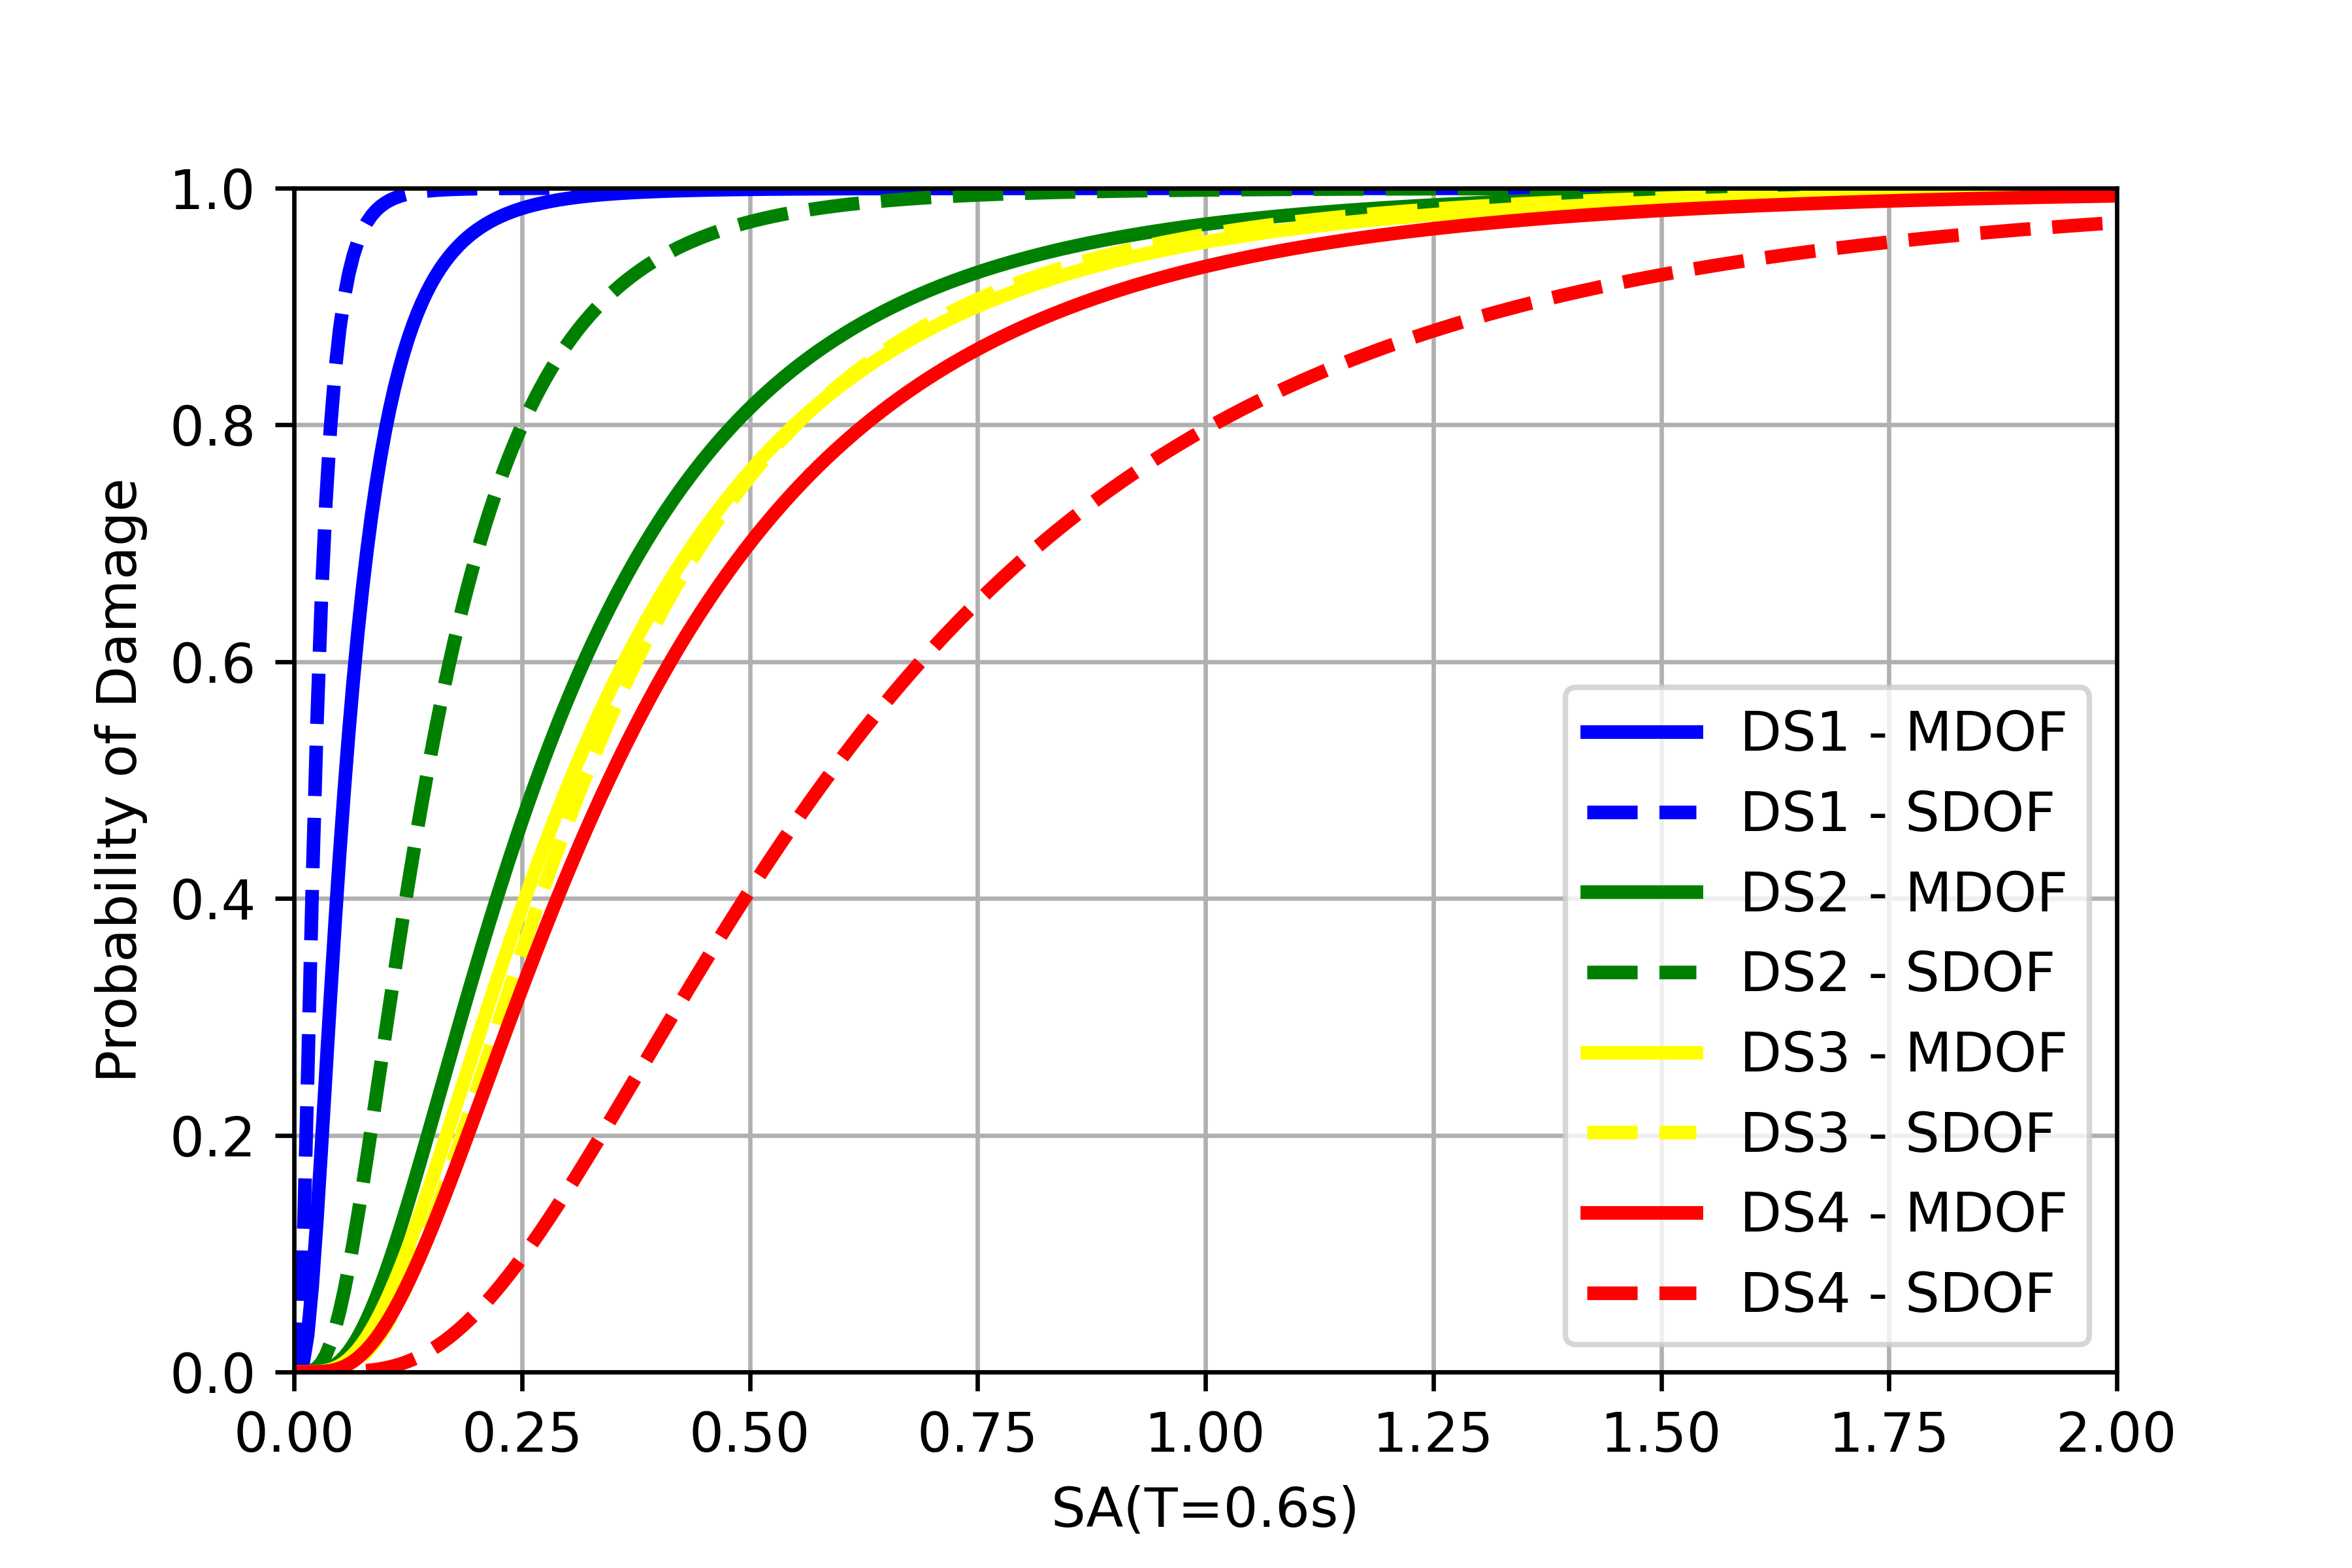 1.0
0.8
0.6
0.4
0.2
0.0
Probability of Damage
0.00 0.25 0.50 0.75 1.00 1.25 1.50 1.75 2.00
SA(T=0.6s)
DS1 - MDOF
DS1 - SDOF
DS2 - MDOF
DS2 - SDOF
DS3 - MDOF
DS3 - SDOF
DS4 - MDOF
DS4 - SDOF